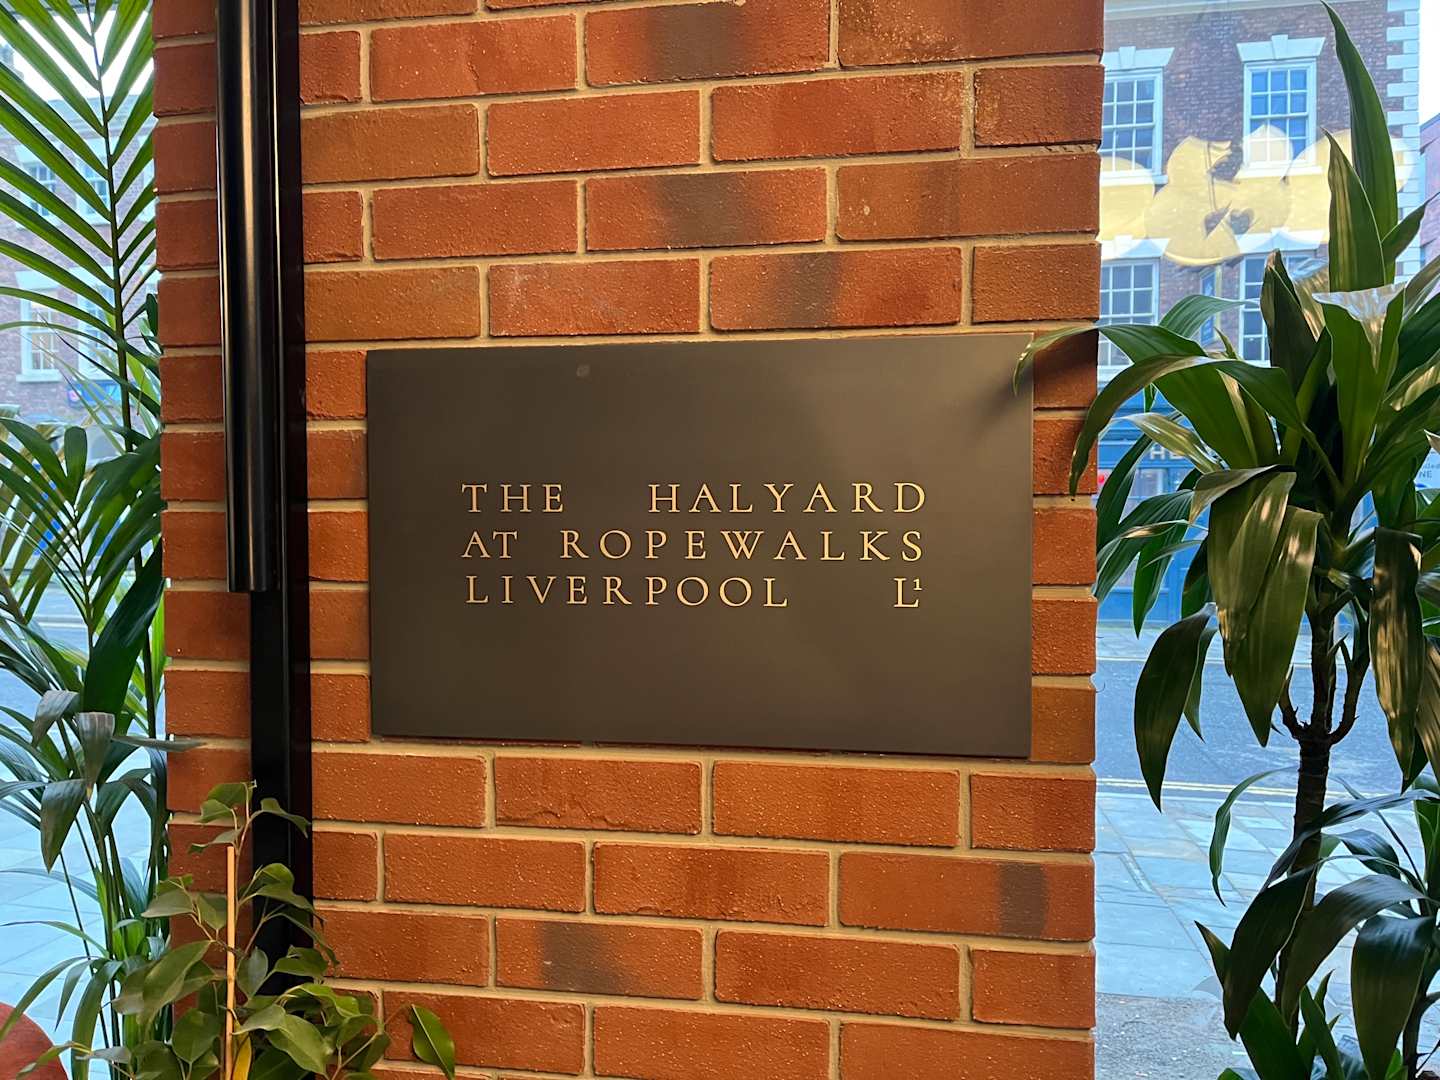 THE HALYARD
AT ROPEWALKS
LIVERPOOL L¹